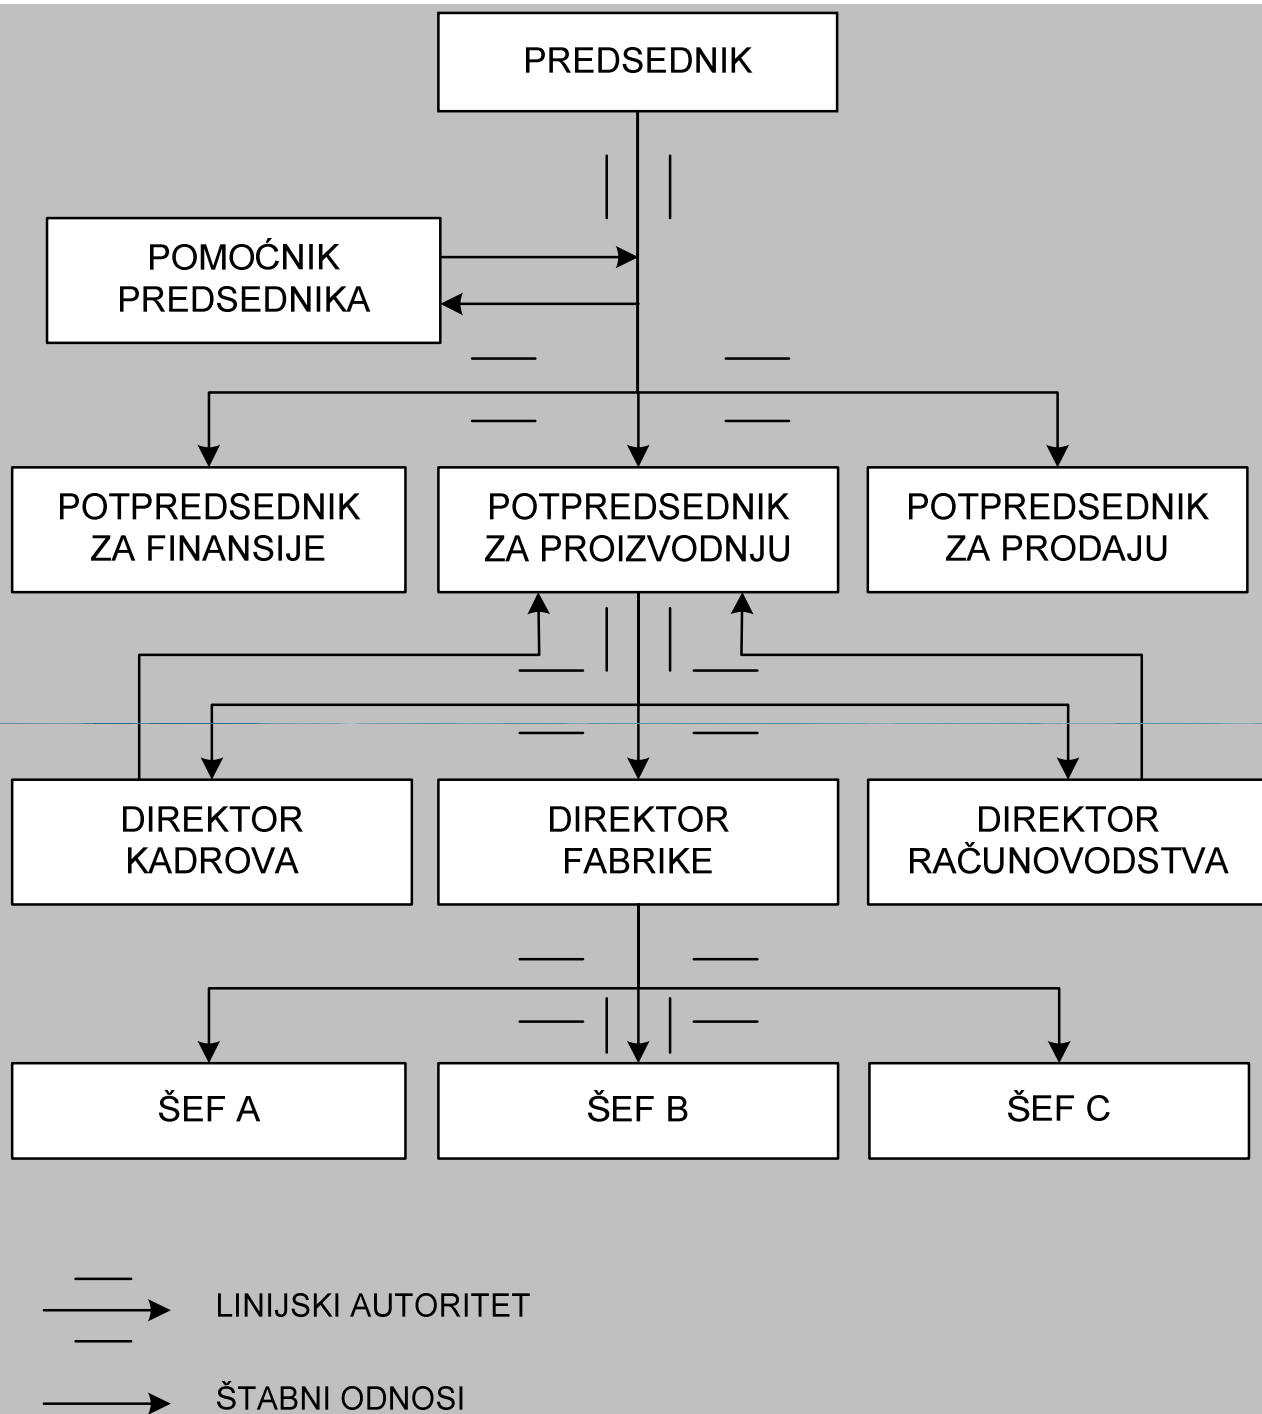 PREDSEDNIK
POMOĆNIK
PREDSEDNIKA
POTPREDSEDNIK
ZA FINANSIJE
POTPREDSEDNIK
ZA PROIZVODNJU
POTPREDSEDNIK
ZA PRODAJU
DIREKTOR
KADROVA
DIREKTOR
FABRIKE
DIREKTOR
RAČUNOVODSTVA
ŠEF A
ŠEF B
ŠEF C
LINIJSKI AUTORITET
ŠTABNI ODNOSI